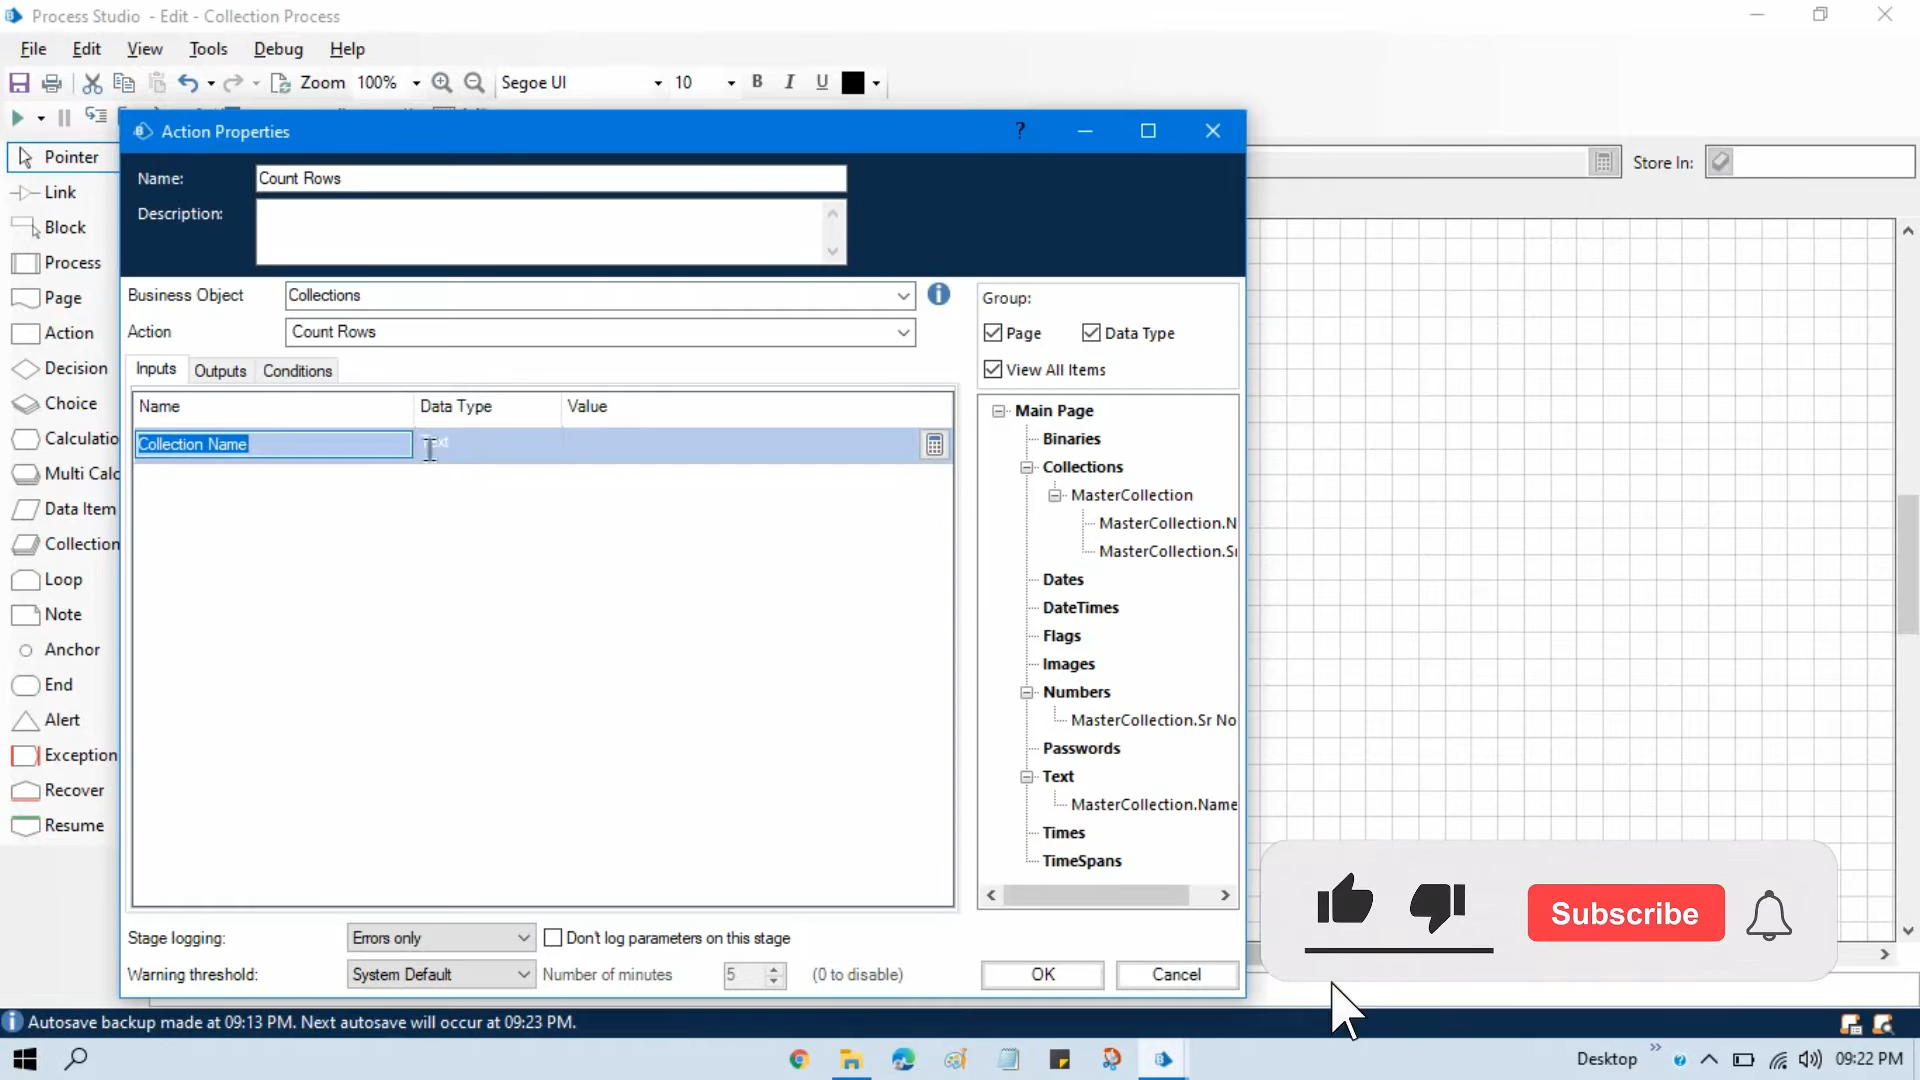 Process Studio - Edit - Collection Process
File Edit View Tools Debug Help
Zoom 100% Segoe UI 10 B I U
Action Properties ?
Pointer
Link
Block
Process
Page
Action
Decision
Choice
Calculatio
Multi Calc
Data Item
Collection
Loop
Note
Anchor
End
Alert
Exception
Recover
Resume
Name: Count Rows
Description:
Store In:
Business Object Collections
Action Count Rows
Inputs Outputs Conditions
Name Data Type Value
Collection Name
Group:
Page Data Type
View All Items
Main Page
Binaries
Collections
MasterCollection
MasterCollection.N
MasterCollection.Sr
Dates
DateTimes
Flags
Images
Numbers
MasterCollection.Sr No
Passwords
Text
MasterCollection.Name
Times
TimeSpans
Stage logging: Errors only Don't log parameters on this stage
Warning threshold: System Default Number of minutes 5 (0 to disable)
OK Cancel
Subscribe
Autosave backup made at 09:13 PM. Next autosave will occur at 09:23 PM.
Desktop 09:22 PM